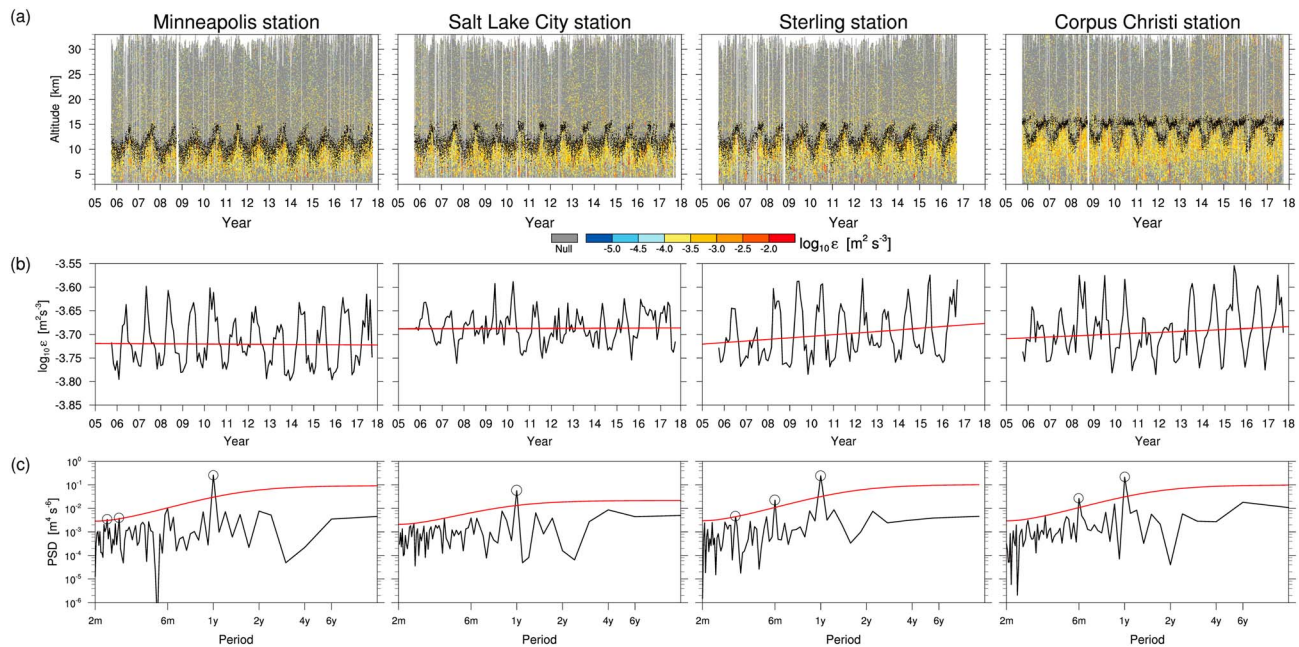 (a)
Minneapolis station
Salt Lake City station
Sterling station
Corpus Christi station
Altitude [km]
30
25
20
15
10
5
05 06 07 08 09 10 11 12 13 14 15 16 17 18
05 06 07 08 09 10 11 12 13 14 15 16 17 18
05 06 07 08 09 10 11 12 13 14 15 16 17 18
05 06 07 08 09 10 11 12 13 14 15 16 17 18
Year
Year
Year
Year
Null
-5.0 -4.5 -4.0 -3.5 -3.0 -2.5 -2.0
log₁₀ε [m² s⁻³]
(b)
log₁₀ε [m²s⁻³]
-3.55
-3.60
-3.65
-3.70
-3.75
-3.80
-3.85
05 06 07 08 09 10 11 12 13 14 15 16 17 18
05 06 07 08 09 10 11 12 13 14 15 16 17 18
05 06 07 08 09 10 11 12 13 14 15 16 17 18
05 06 07 08 09 10 11 12 13 14 15 16 17 18
Year
Year
Year
Year
(c)
PSD [m⁴ s⁻⁶]
10⁰
10⁻¹
10⁻²
10⁻³
10⁻⁴
10⁻⁵
10⁻⁶
2m 6m 1y 2y 4y 6y
2m 6m 1y 2y 4y 6y
2m 6m 1y 2y 4y 6y
2m 6m 1y 2y 4y 6y
Period
Period
Period
Period